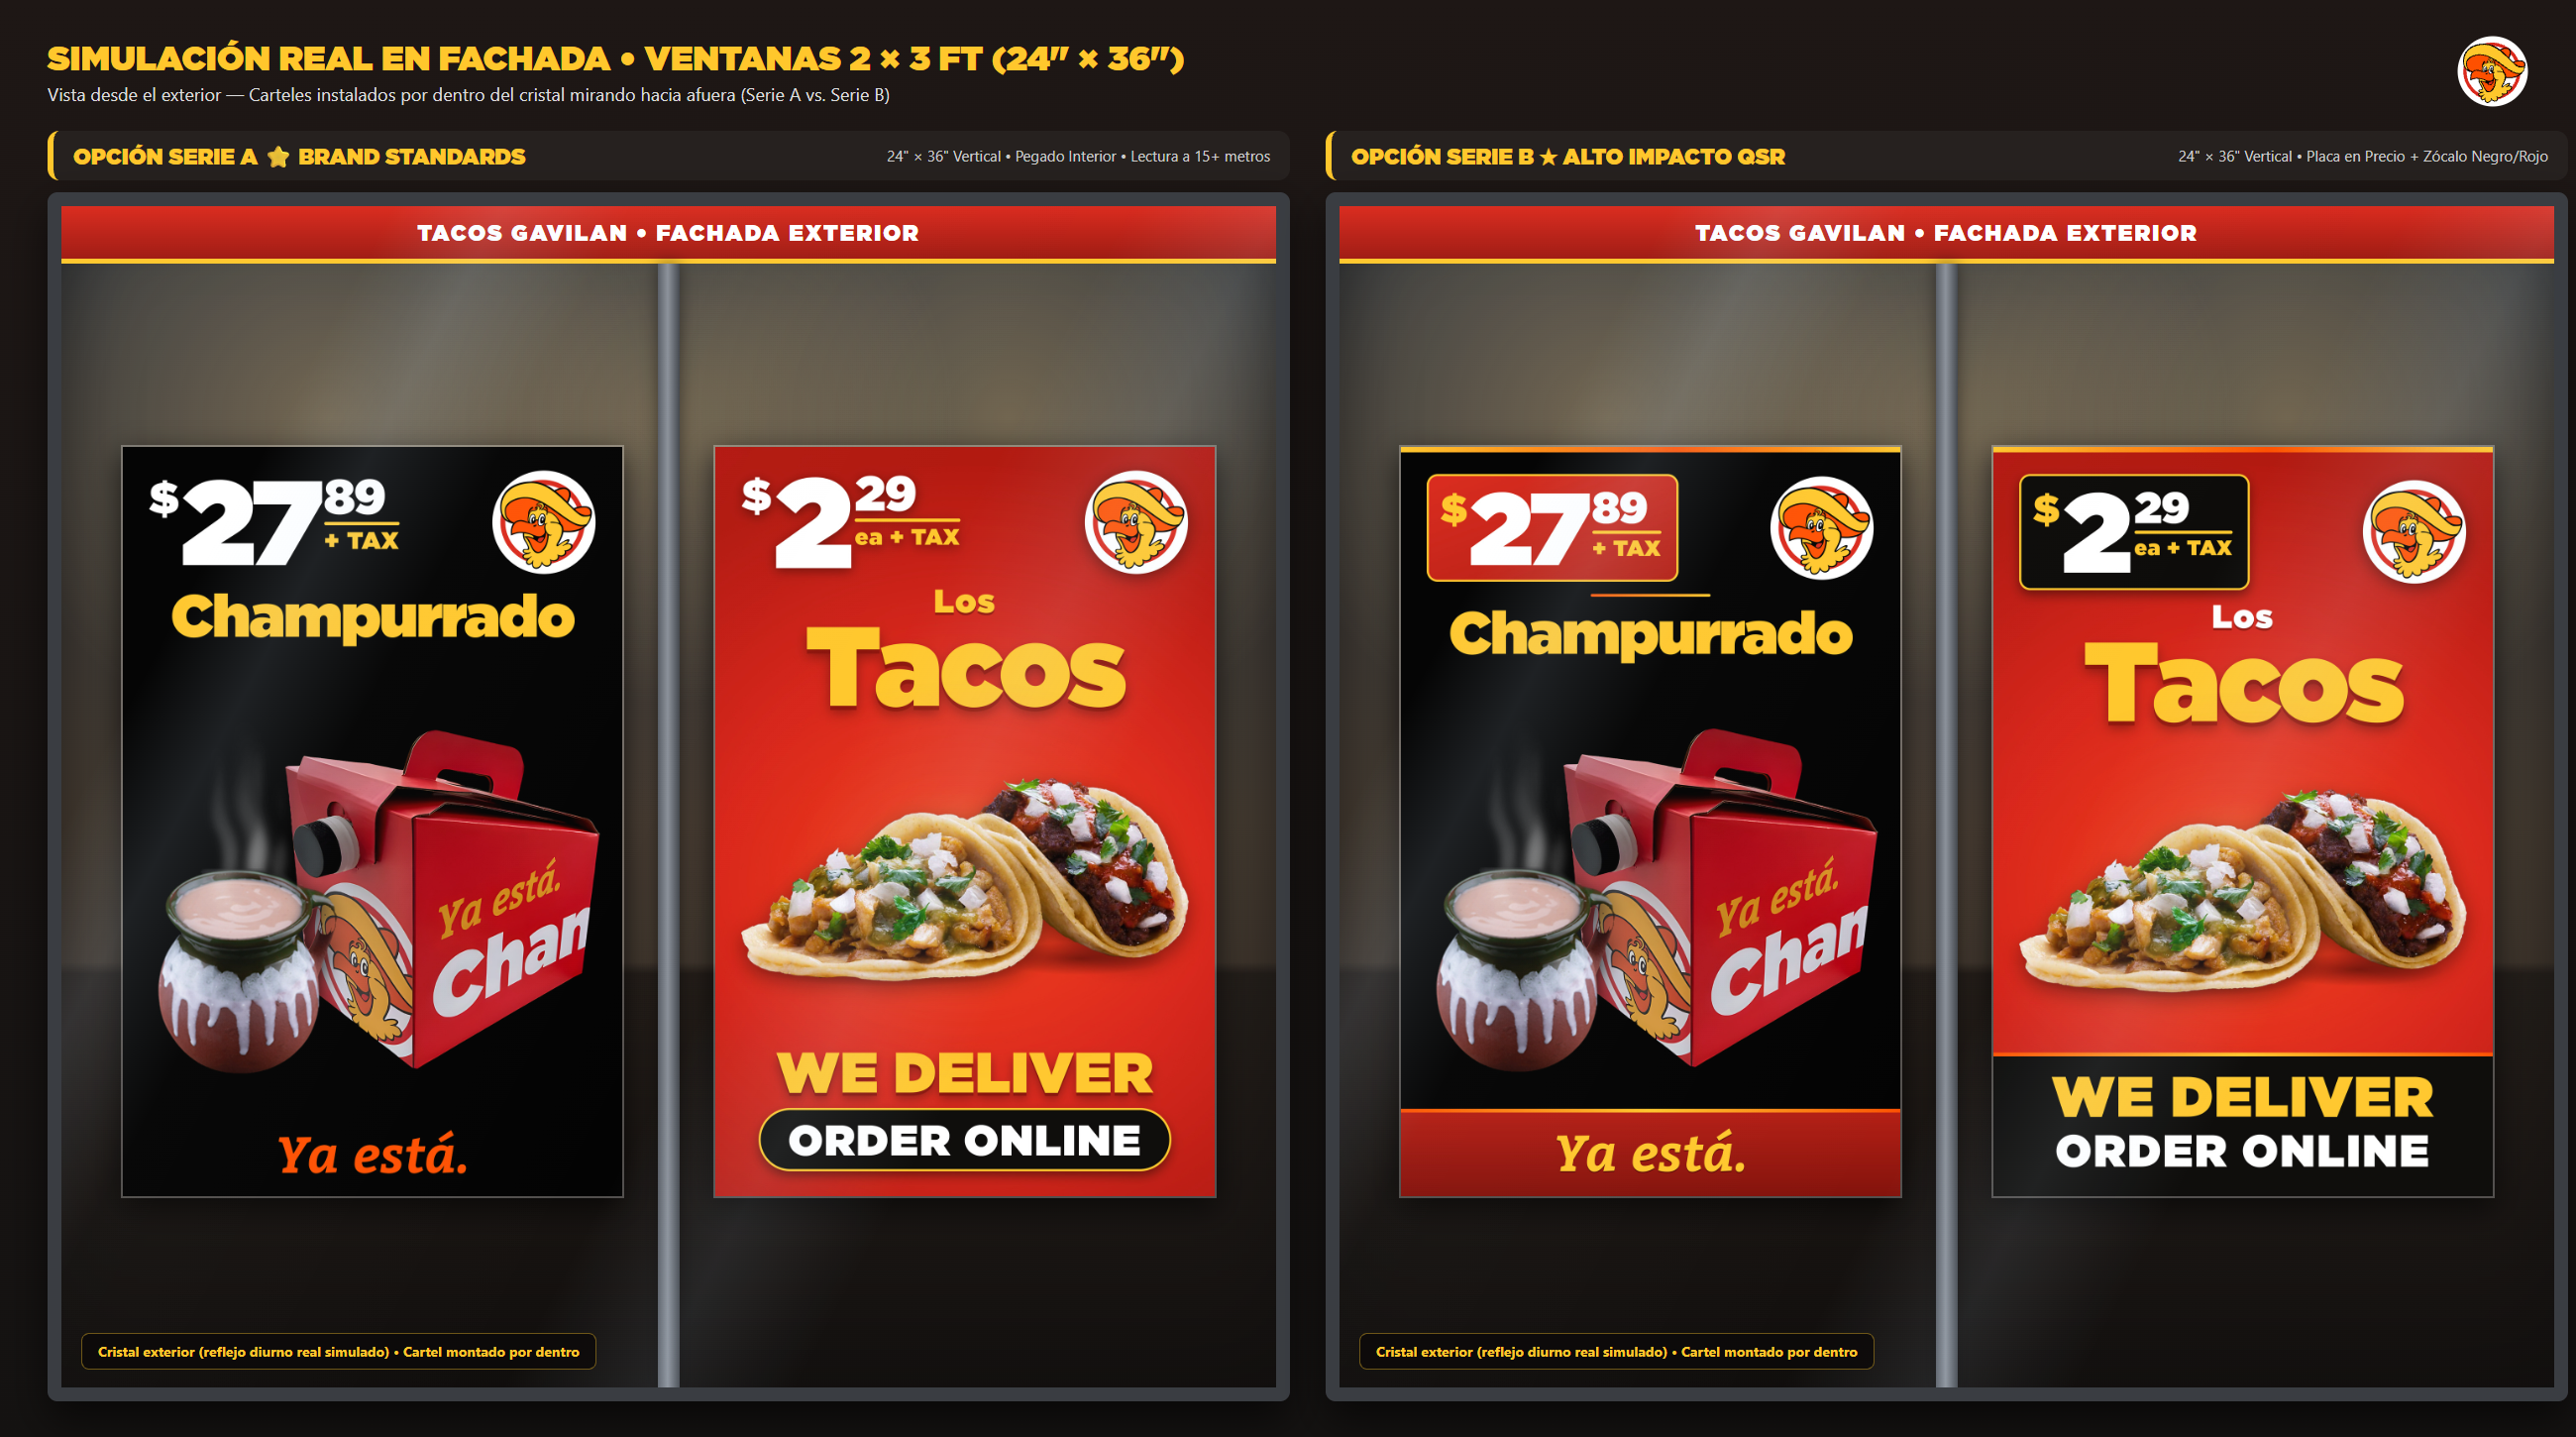 SIMULACIÓN REAL EN FACHADA • VENTANAS 2 × 3 FT (24" × 36")
Vista desde el exterior — Carteles instalados por dentro del cristal mirando hacia afuera (Serie A vs. Serie B)
OPCIÓN SERIE A ⭐ BRAND STANDARDS
24" × 36" Vertical • Pegado Interior • Lectura a 15+ metros
TACOS GAVILAN • FACHADA EXTERIOR
$27 89
+ TAX
Champurrado
Ya está.
Cham
Ya está.
$2 29
ea + TAX
Los
Tacos
WE DELIVER
ORDER ONLINE
Cristal exterior (reflejo diurno real simulado) • Cartel montado por dentro
OPCIÓN SERIE B ★ ALTO IMPACTO QSR
24" × 36" Vertical • Placa en Precio + Zócalo Negro/Rojo
TACOS GAVILAN • FACHADA EXTERIOR
$27 89
+ TAX
Champurrado
Ya está.
Cham
Ya está.
$2 29
ea + TAX
Los
Tacos
WE DELIVER
ORDER ONLINE
Cristal exterior (reflejo diurno real simulado) • Cartel montado por dentro